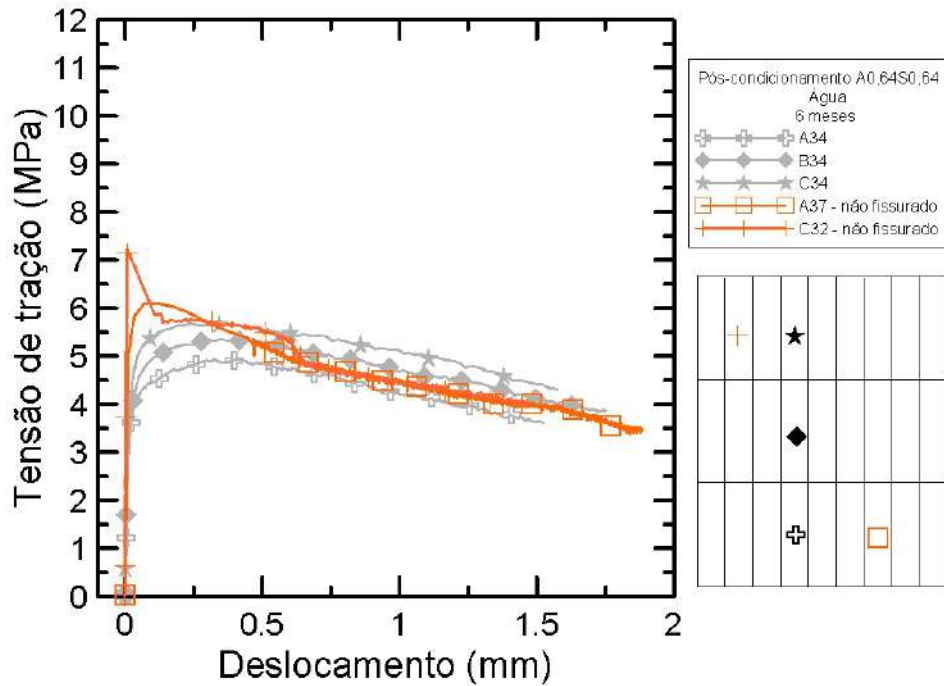 12
11
10
9
8
7
6
5
4
3
2
1
0
Tensão de tração (MPa)
0 0.5 1 1.5 2
Deslocamento (mm)
Pós-condicionamento A0,64S0,64
Água
6 meses
A34
B34
C34
A37 - não fissurado
C32 - não fissurado